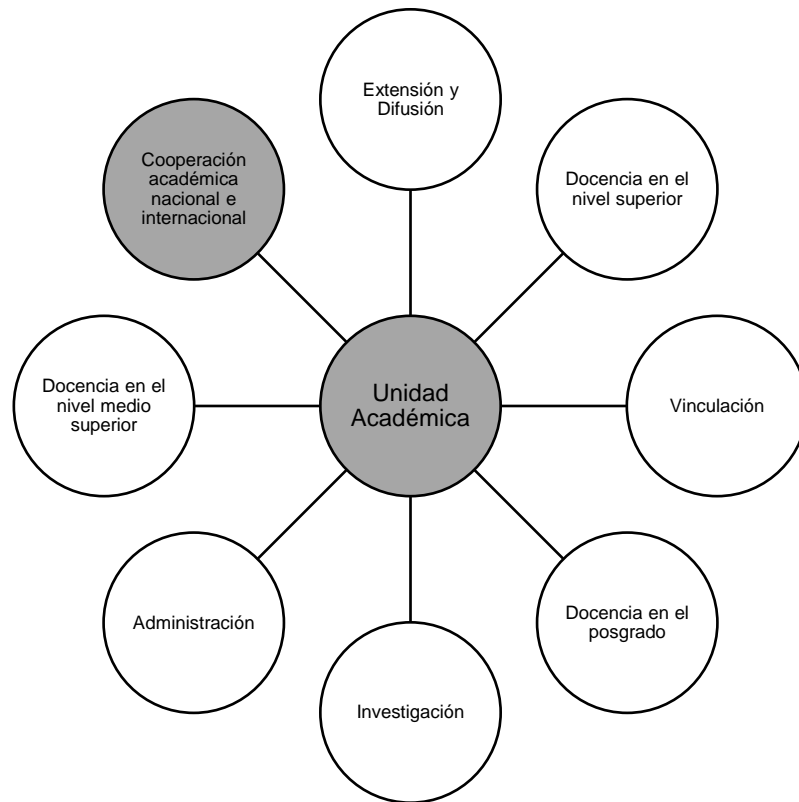 Extensión y
Difusión
Cooperación
académica
nacional e
internacional
Docencia en el
nivel superior
Docencia en el
nivel medio
superior
Unidad
Académica
Vinculación
Administración
Docencia en el
posgrado
Investigación